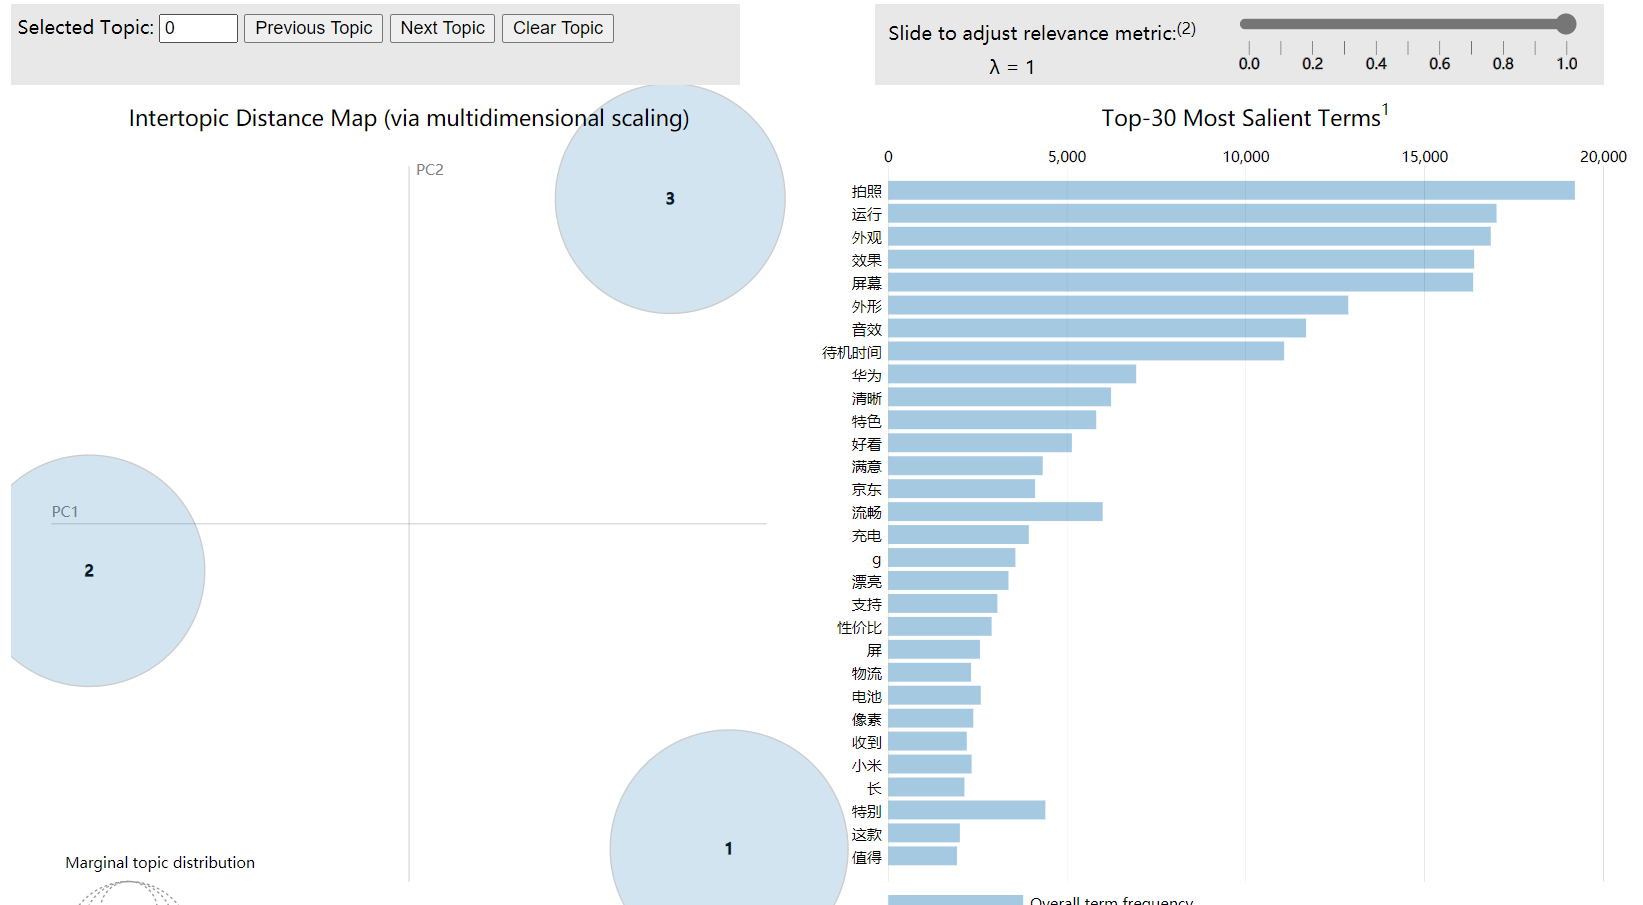 Selected Topic: 0 Previous Topic Next Topic Clear Topic
Slide to adjust relevance metric:(2)
λ = 1
0.0 0.2 0.4 0.6 0.8 1.0
Intertopic Distance Map (via multidimensional scaling)
PC2
3
PC1
2
1
Marginal topic distribution
Top-30 Most Salient Terms1
0 5,000 10,000 15,000 20,000
拍照
运行
外观
效果
屏幕
外形
音效
待机时间
华为
清晰
特色
好看
满意
京东
流畅
充电
g
漂亮
支持
性价比
屏
物流
电池
像素
收到
小米
长
特别
这款
值得
Overall term frequency